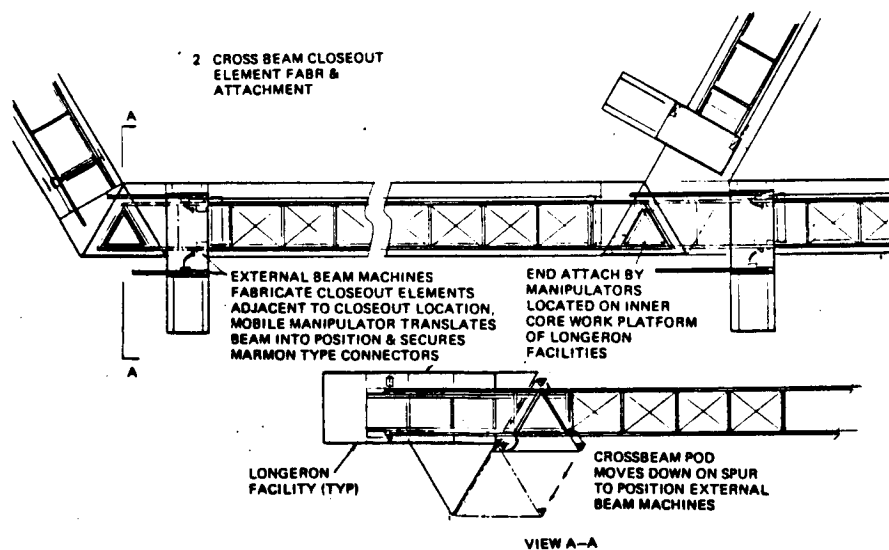 2 CROSS BEAM CLOSEOUT
ELEMENT FABR &
ATTACHMENT
A
A
EXTERNAL BEAM MACHINES
FABRICATE CLOSEOUT ELEMENTS
ADJACENT TO CLOSEOUT LOCATION,
MOBILE MANIPULATOR TRANSLATES
BEAM INTO POSITION & SECURES
MARMON TYPE CONNECTORS
END ATTACH BY
MANIPULATORS
LOCATED ON INNER
CORE WORK PLATFORM
OF LONGERON
FACILITIES
LONGERON
FACILITY (TYP)
CROSSBEAM POD
MOVES DOWN ON SPUR
TO POSITION EXTERNAL
BEAM MACHINES
VIEW A-A